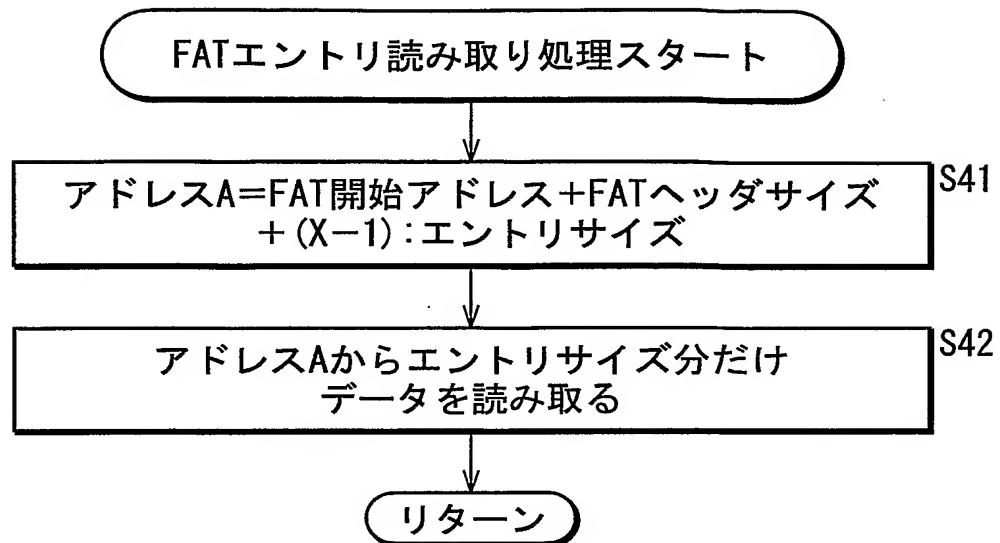 FATエントリ読み取り処理スタート
アドレスA=FAT開始アドレス+FATヘッダサイズ
+(X-1):エントリサイズ
S41
アドレスAからエントリサイズ分だけ
データを読み取る
S42
リターン